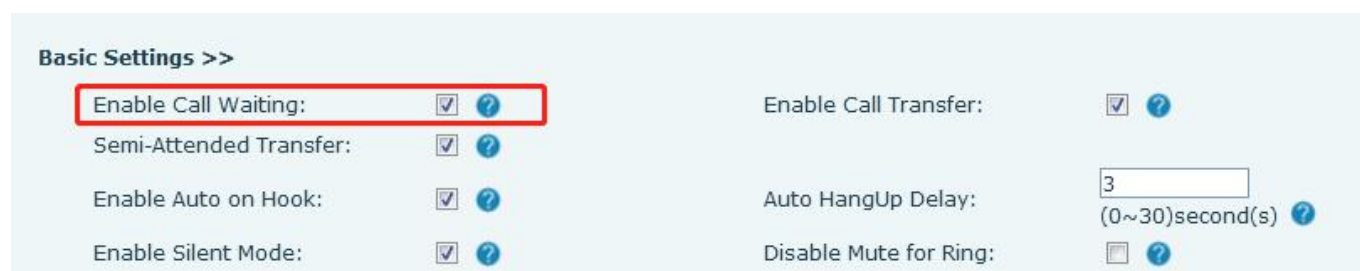 Basic Settings >>
Enable Call Waiting: ? Enable Call Transfer: ?
Semi-Attended Transfer: ?
Enable Auto on Hook: ? Auto HangUp Delay: 3
(0~30)second(s) ?
Enable Silent Mode: ? Disable Mute for Ring: ?